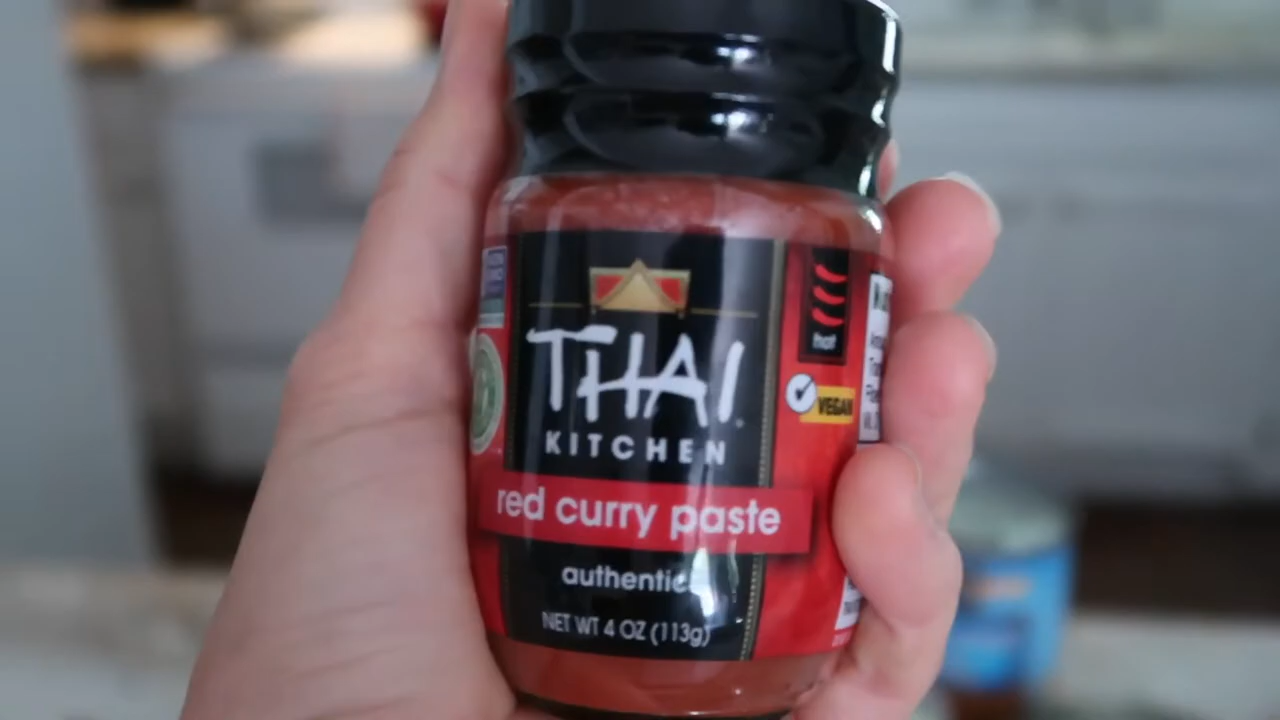 THAI
KITCHEN
red curry paste
authentic
NET WT 4 OZ (113g)
hot
VEGAN